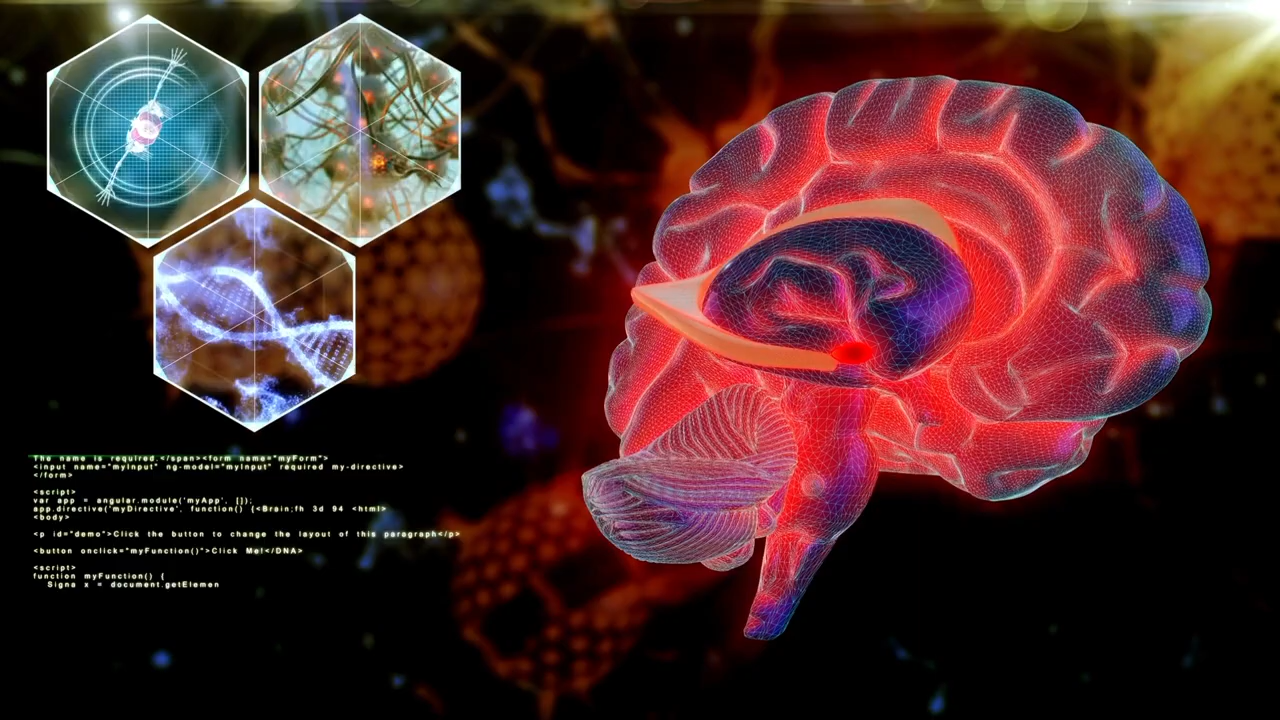 The name is required.</span><form name="myForm">
<input name="myInput" ng-model="myInput" required my-directive>
</form>
<script>
var app = angular.module('myApp', []);
app.directive('myDirective', function() {<Brain;fh 3d 94 <html>
<body>
<p id="demo">Click the button to change the layout of this paragraph</p>
<button onclick="myFunction()">Click Me!</DNA>
<script>
function myFunction() {
Signa x = document.getElemen